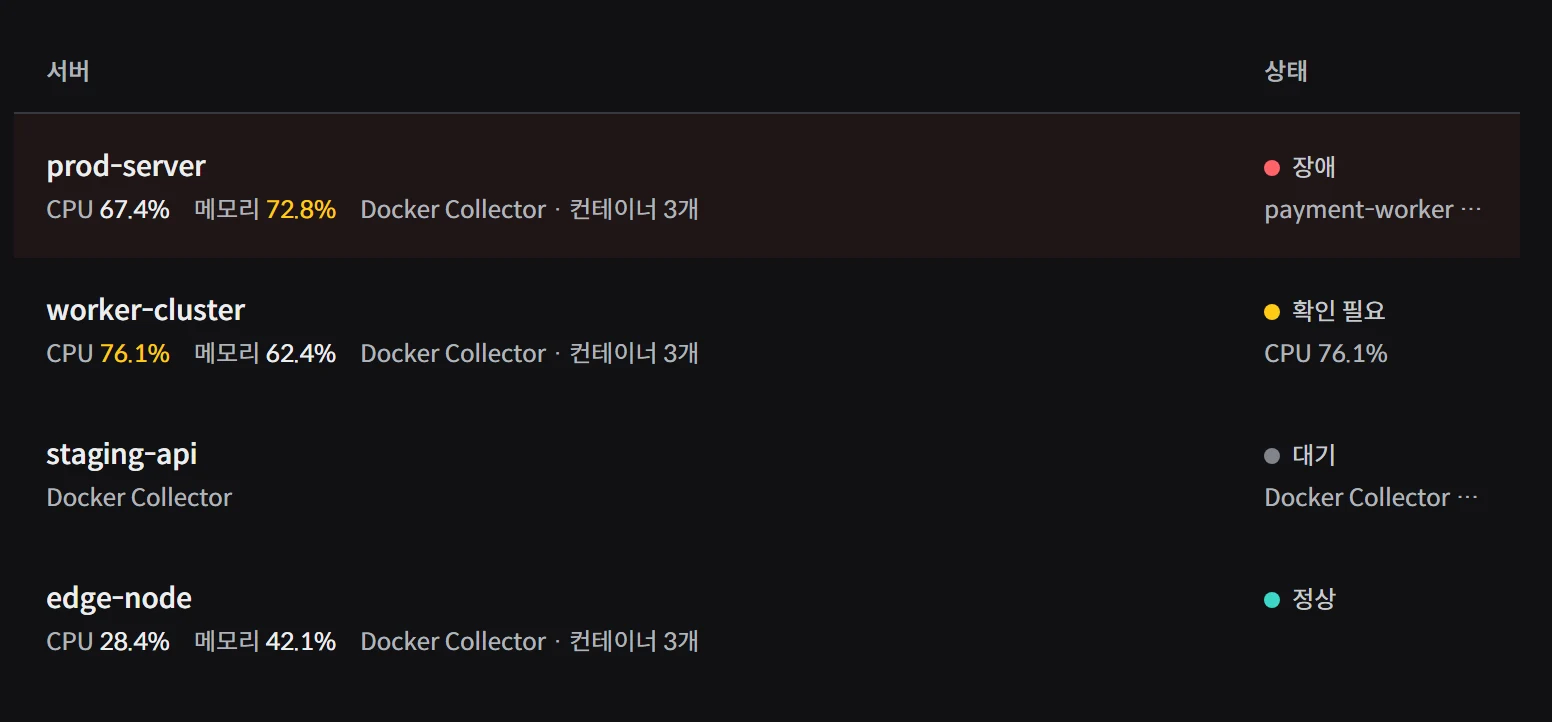 서버 상태
prod-server 장애
CPU 67.4% 메모리 72.8% Docker Collector · 컨테이너 3개 payment-worker ···
worker-cluster 확인 필요
CPU 76.1% 메모리 62.4% Docker Collector · 컨테이너 3개 CPU 76.1%
staging-api 대기
Docker Collector Docker Collector ···
edge-node 정상
CPU 28.4% 메모리 42.1% Docker Collector · 컨테이너 3개